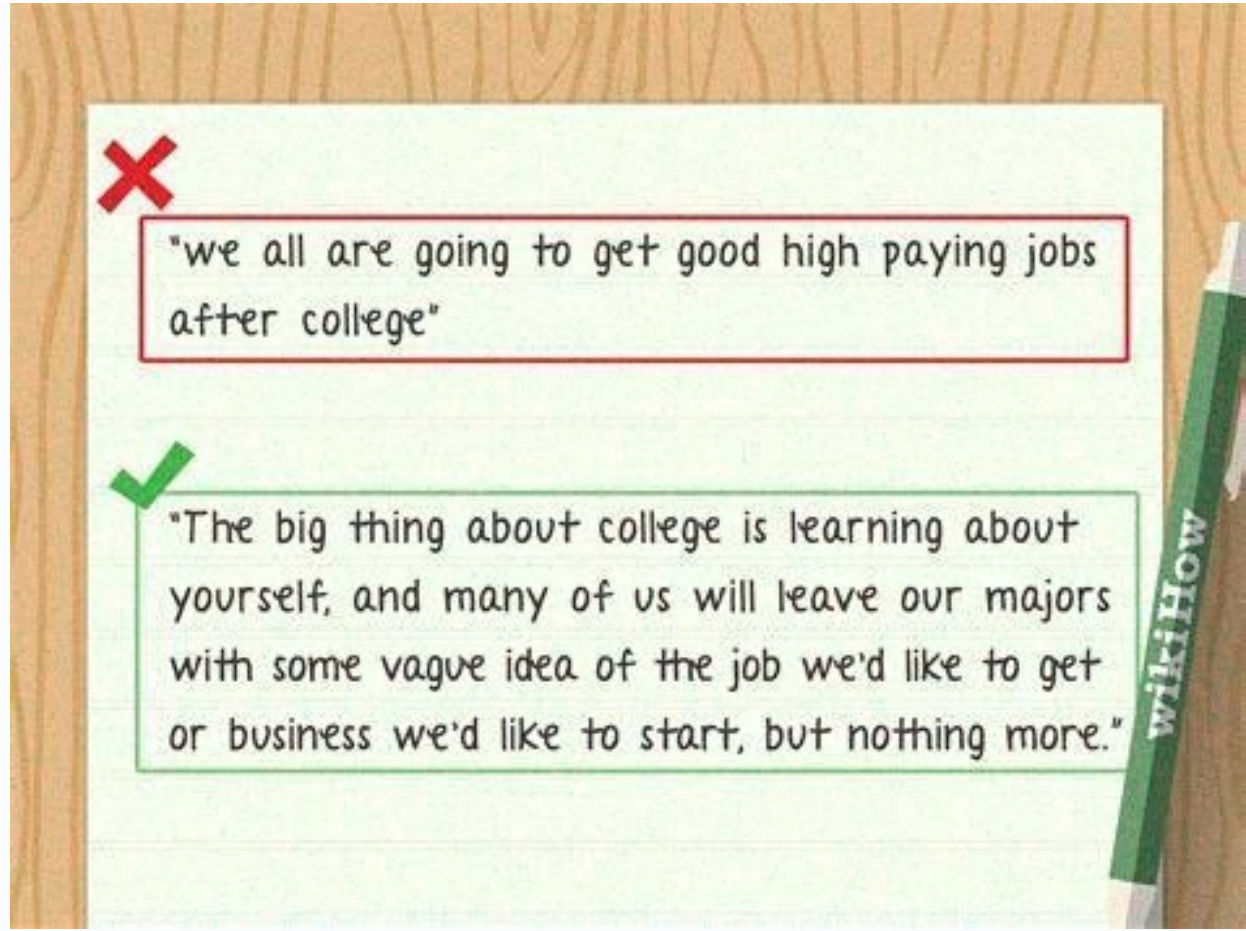 "we all are going to get good high paying jobs
after college"
"The big thing about college is learning about
yourself, and many of us will leave our majors
with some vague idea of the job we'd like to get
or business we'd like to start, but nothing more."
wikiHow